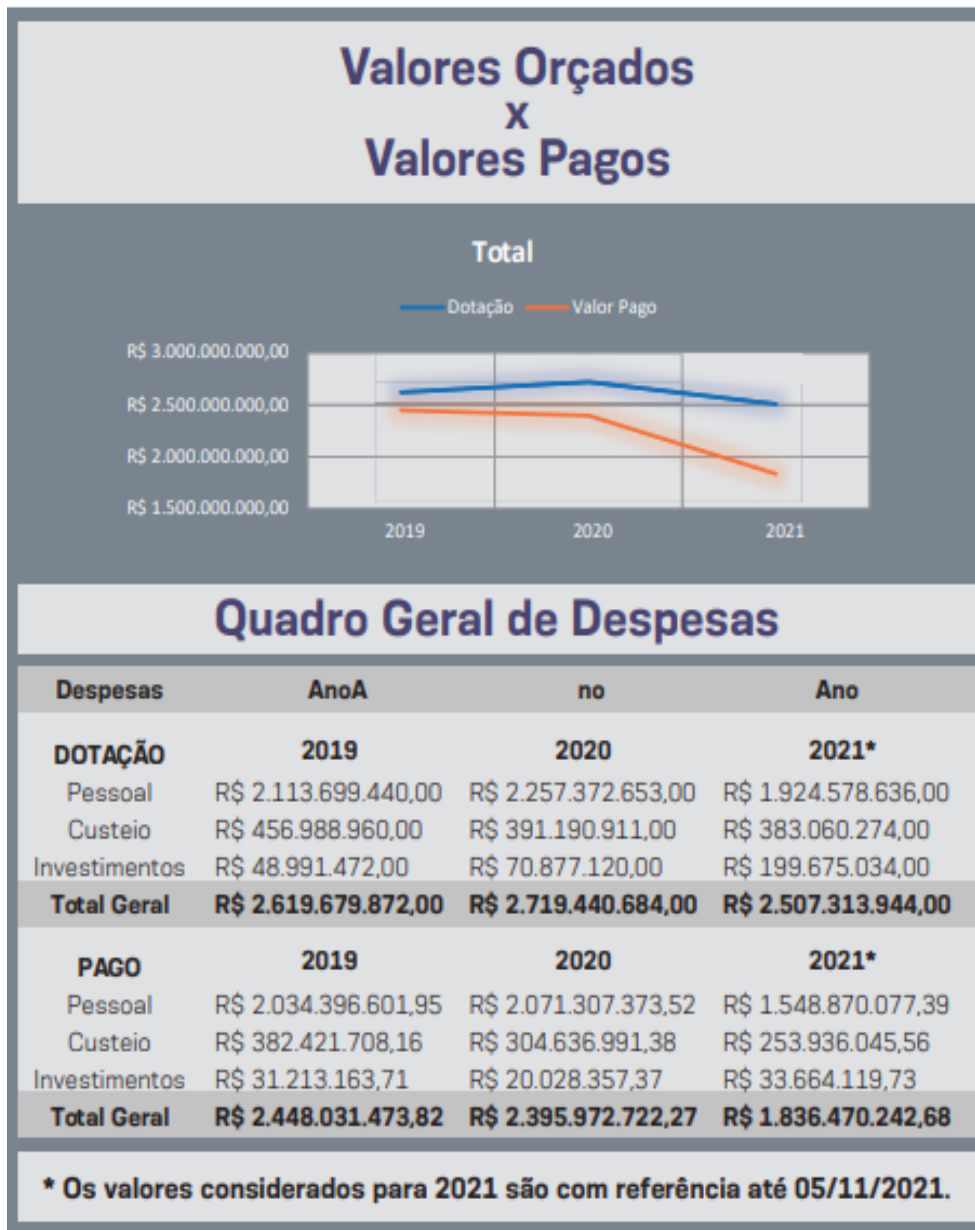 Valores Orçados
x
Valores Pagos
Total
Dotação Valor Pago
R$ 3.000.000.000,00
R$ 2.500.000.000,00
R$ 2.000.000.000,00
R$ 1.500.000.000,00
2019 2020 2021
Quadro Geral de Despesas
Despesas AnoA no Ano
DOTAÇÃO 2019 2020 2021*
Pessoal R$ 2.113.699.440,00 R$ 2.257.372.653,00 R$ 1.924.578.636,00
Custeio R$ 456.988.960,00 R$ 391.190.911,00 R$ 383.060.274,00
Investimentos R$ 48.991.472,00 R$ 70.877.120,00 R$ 199.675.034,00
Total Geral R$ 2.619.679.872,00 R$ 2.719.440.684,00 R$ 2.507.313.944,00
PAGO 2019 2020 2021*
Pessoal R$ 2.034.396.601,95 R$ 2.071.307.373,52 R$ 1.548.870.077,39
Custeio R$ 382.421.708,16 R$ 304.636.991,38 R$ 253.936.045,56
Investimentos R$ 31.213.163,71 R$ 20.028.357,37 R$ 33.664.119,73
Total Geral R$ 2.448.031.473,82 R$ 2.395.972.722,27 R$ 1.836.470.242,68
* Os valores considerados para 2021 são com referência até 05/11/2021.